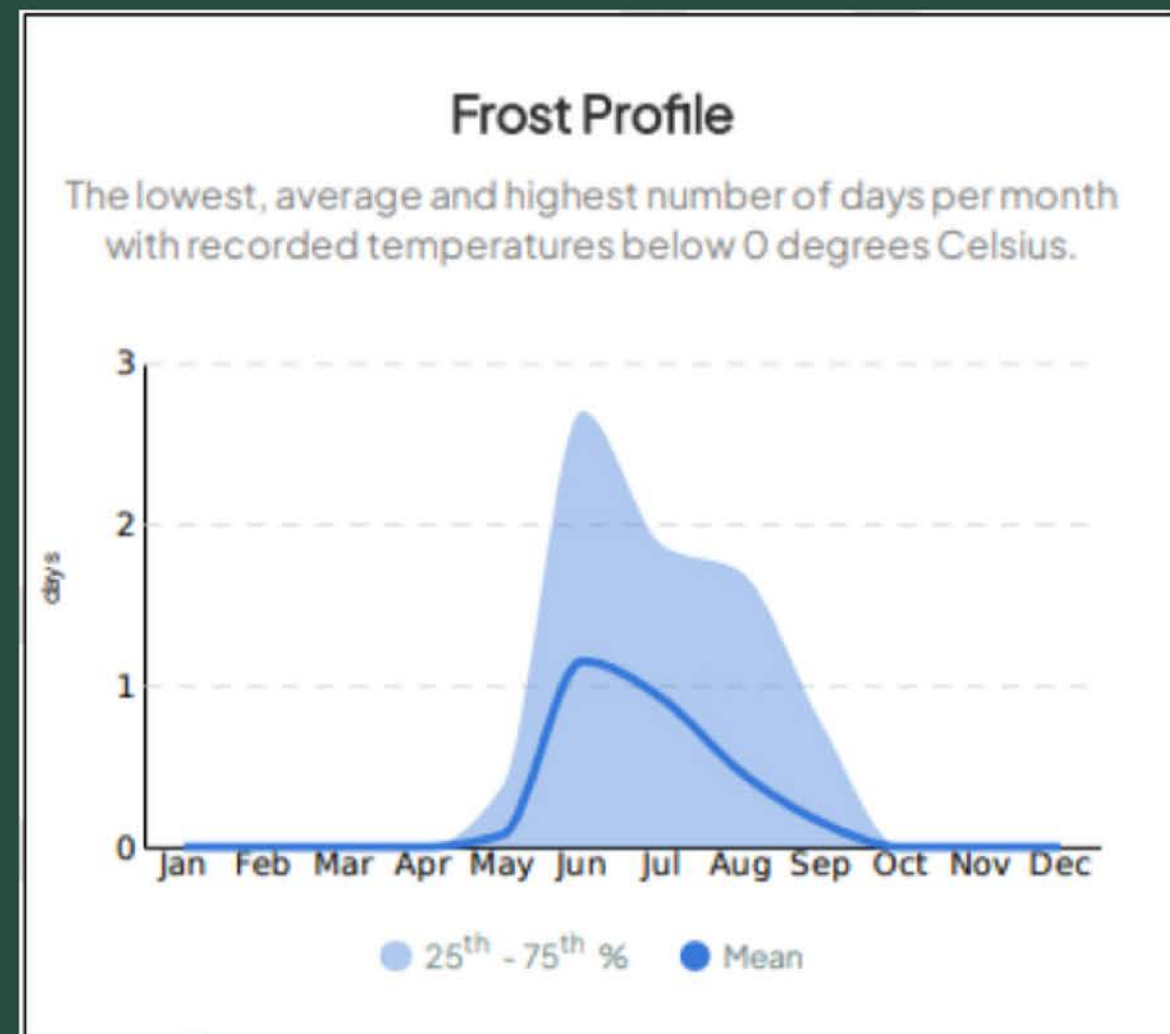 Frost Profile
The lowest, average and highest number of days per month
with recorded temperatures below 0 degrees Celsius.
3
2
days
1
0
Jan Feb Mar Apr May Jun Jul Aug Sep Oct Nov Dec
25th - 75th % Mean